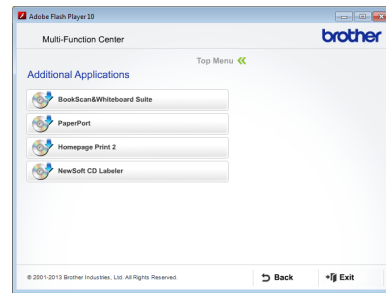 Adobe Flash Player 10
Multi-Function Center
brother
Top Menu
Additional Applications
BookScan&Whiteboard Suite
PaperPort
Homepage Print 2
NewSoft CD Labeler
© 2001-2013 Brother Industries, Ltd. All Rights Reserved.
Back
Exit